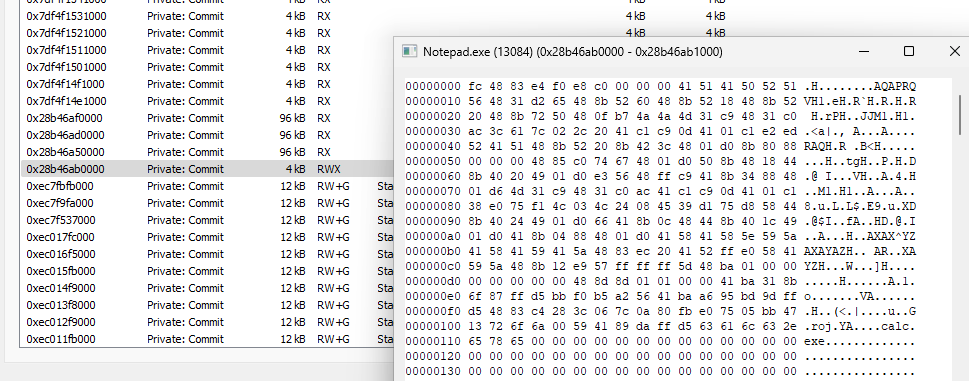 0x7df4f1541000 Private: Commit 4 kB RX 4 kB 4 kB
0x7df4f1531000 Private: Commit 4 kB RX 4 kB 4 kB
0x7df4f1521000 Private: Commit 4 kB RX 4 kB 4 kB
0x7df4f1511000 Private: Commit 4 kB RX
0x7df4f1501000 Private: Commit 4 kB RX
0x7df4f14f1000 Private: Commit 4 kB RX
0x7df4f14e1000 Private: Commit 4 kB RX
0x28b46af0000 Private: Commit 96 kB RX
0x28b46ad0000 Private: Commit 96 kB RX
0x28b46a50000 Private: Commit 96 kB RX
0x28b46ab0000 Private: Commit 4 kB RWX
0xec7fbfb000 Private: Commit 12 kB RW+G Sta
0xec7f9fa000 Private: Commit 12 kB RW+G Sta
0xec7f537000 Private: Commit 12 kB RW+G Sta
0xec017fc000 Private: Commit 12 kB RW+G Sta
0xec016f5000 Private: Commit 12 kB RW+G Sta
0xec015fb000 Private: Commit 12 kB RW+G Sta
0xec014f9000 Private: Commit 12 kB RW+G Sta
0xec013f8000 Private: Commit 12 kB RW+G Sta
0xec012f9000 Private: Commit 12 kB RW+G Sta
0xec011fb000 Private: Commit 12 kB RW+G Sta
Notepad.exe (13084) (0x28b46ab0000 - 0x28b46ab1000)
00000000 fc 48 83 e4 f0 e8 c0 00 00 00 41 51 41 50 52 51 .H........AQAPRQ
00000010 56 48 31 d2 65 48 8b 52 60 48 8b 52 18 48 8b 52 VH1.eH.R`H.R.H.R
00000020 20 48 8b 72 50 48 0f b7 4a 4a 4d 31 c9 48 31 c0  H.rPH..JJM1.H1.
00000030 ac 3c 61 7c 02 2c 20 41 c1 c9 0d 41 01 c1 e2 ed .<a|., A...A....
00000040 52 41 51 48 8b 52 20 8b 42 3c 48 01 d0 8b 80 88 RAQH.R .B<H.....
00000050 00 00 00 48 85 c0 74 67 48 01 d0 50 8b 48 18 44 ...H..tgH..P.H.D
00000060 8b 40 20 49 01 d0 e3 56 48 ff c9 41 8b 34 88 48 .@ I...VH..A.4.H
00000070 01 d6 4d 31 c9 48 31 c0 ac 41 c1 c9 0d 41 01 c1 ..M1.H1..A...A..
00000080 38 e0 75 f1 4c 03 4c 24 08 45 39 d1 75 d8 58 44 8.u.L.L$.E9.u.XD
00000090 8b 40 24 49 01 d0 66 41 8b 0c 48 44 8b 40 1c 49 .@$I..fA..HD.@.I
000000a0 01 d0 41 8b 04 88 48 01 d0 41 58 41 58 5e 59 5a ..A...H..AXAX^YZ
000000b0 41 58 41 59 41 5a 48 83 ec 20 41 52 ff e0 58 41 AXAYAZH.. AR..XA
000000c0 59 5a 48 8b 12 e9 57 ff ff ff 5d 48 ba 01 00 00 YZH...W...]H....
000000d0 00 00 00 00 00 48 8d 8d 01 01 00 00 41 ba 31 8b .....H......A.1.
000000e0 6f 87 ff d5 bb f0 b5 a2 56 41 ba a6 95 bd 9d ff o.......VA......
000000f0 d5 48 83 c4 28 3c 06 7c 0a 80 fb e0 75 05 bb 47 .H..(<.|....u..G
00000100 13 72 6f 6a 00 59 41 89 da ff d5 63 61 6c 63 2e .roj.YA....calc.
00000110 65 78 65 00 00 00 00 00 00 00 00 00 00 00 00 00 exe.............
00000120 00 00 00 00 00 00 00 00 00 00 00 00 00 00 00 00 ................
00000130 00 00 00 00 00 00 00 00 00 00 00 00 00 00 00 00 ................